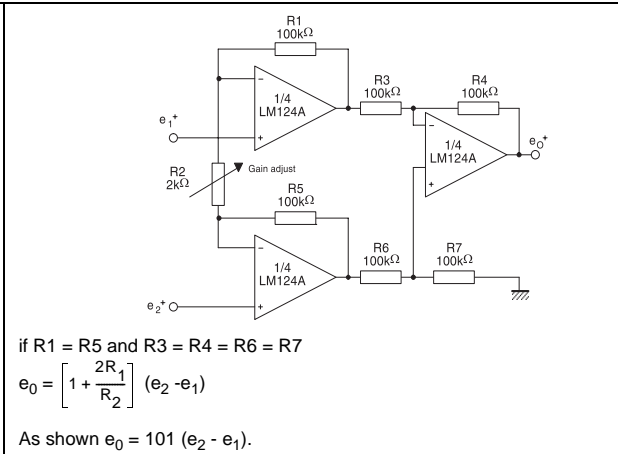 R1
100kΩ
R3
100kΩ
R4
100kΩ
1/4
LM124A
e1+
eO+
1/4
LM124A
R2
2kΩ
Gain adjust
R5
100kΩ
R6
100kΩ
R7
100kΩ
1/4
LM124A
e2+
if R1 = R5 and R3 = R4 = R6 = R7
e0 = [1 + 2R1/R2] (e2 -e1)
As shown e0 = 101 (e2 - e1).